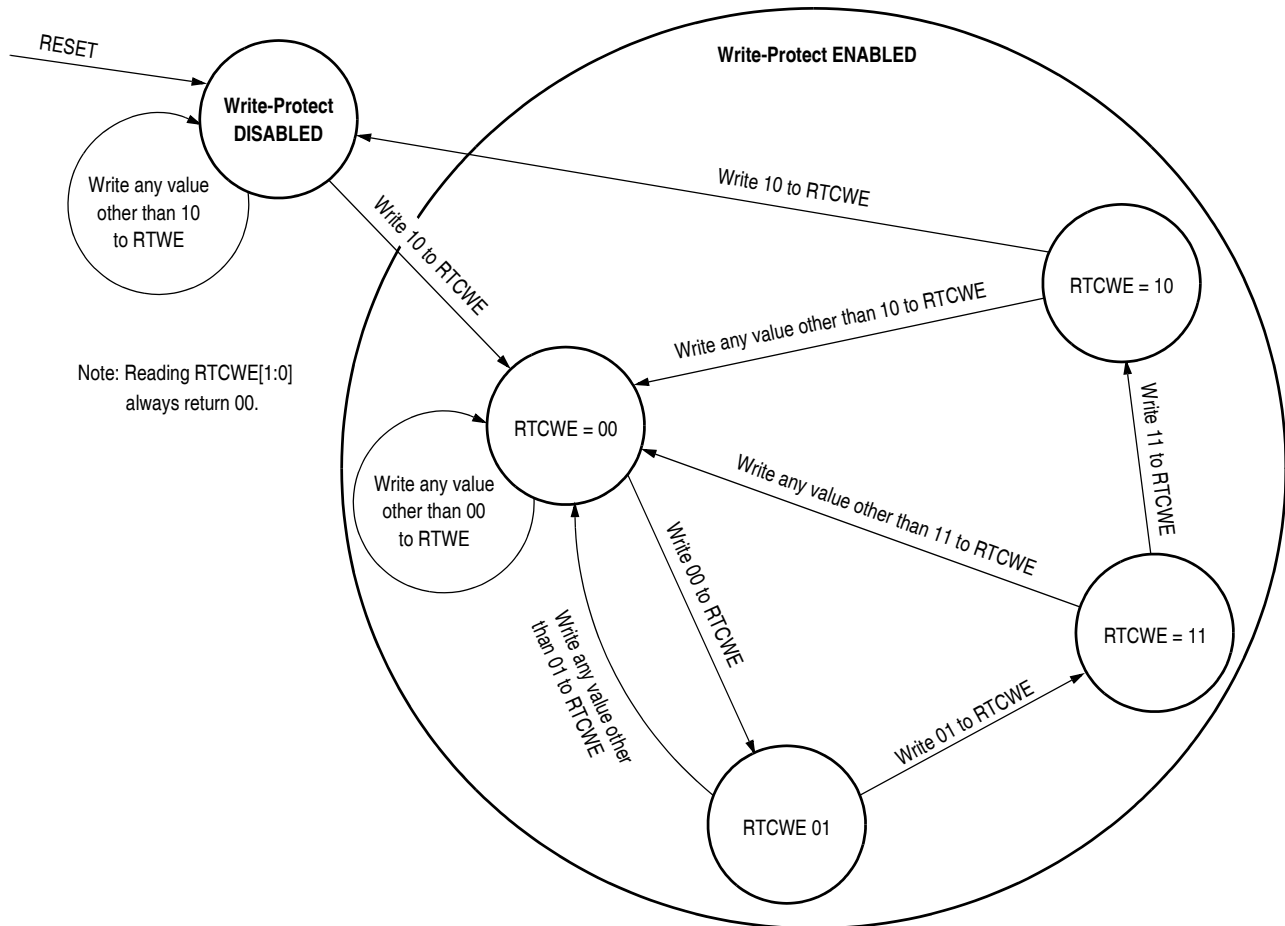 RESET
Write-Protect ENABLED
Write-Protect
DISABLED
Write any value
other than 10
to RTWE
Write 10 to RTCWE
Write 10 to RTCWE
RTCWE = 10
Write any value other than 10 to RTCWE
Note: Reading RTCWE[1:0]
always return 00.
RTCWE = 00
Write any value
other than 00
to RTWE
Write any value other than 11 to RTCWE
Write 11 to RTCWE
Write 00 to RTCWE
RTCWE = 11
Write any value other
than 01 to RTCWE
Write 01 to RTCWE
RTCWE 01